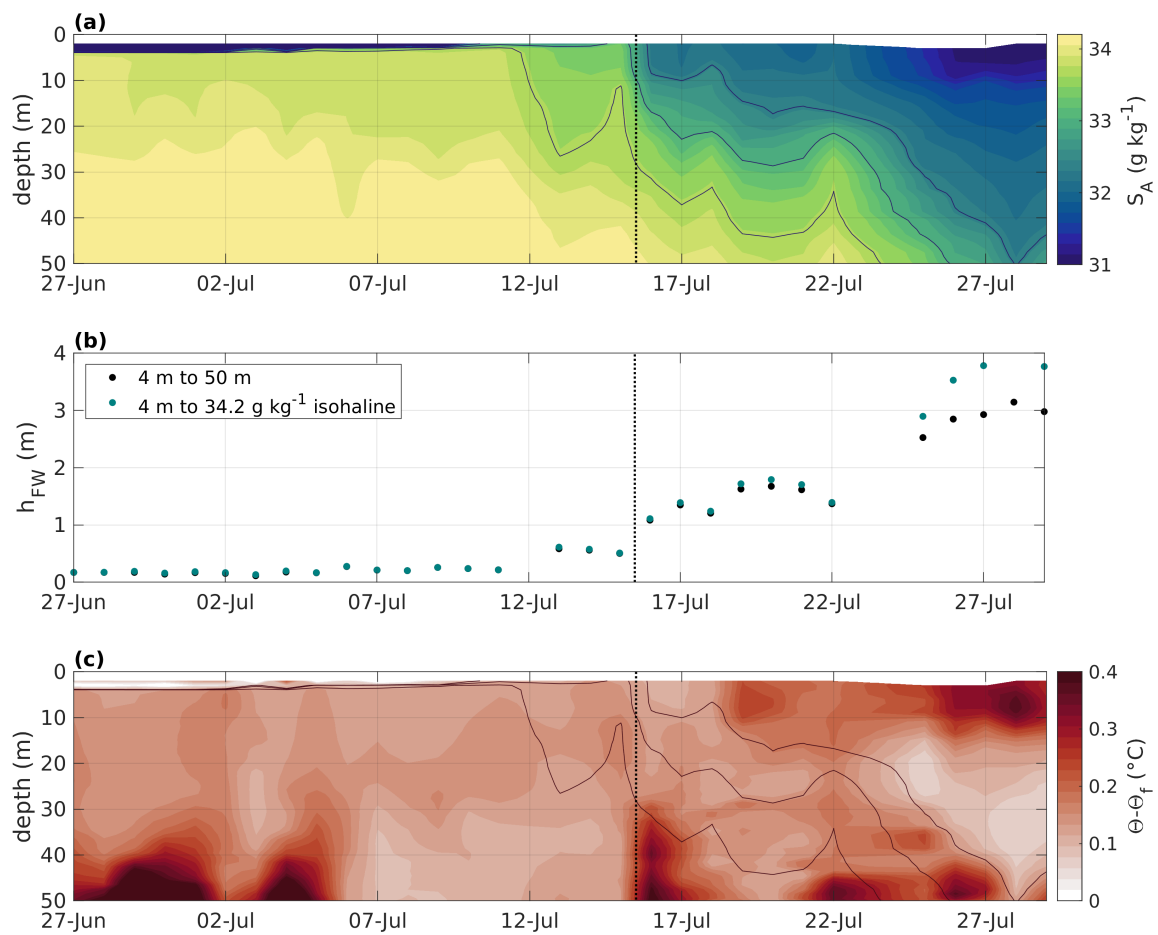 (a)
0
10
20
30
40
50
depth (m)
27-Jun 02-Jul 07-Jul 12-Jul 17-Jul 22-Jul 27-Jul
34
33
32
31
S_A (g kg^-1)
(b)
4
3
2
1
0
h_FW (m)
4 m to 50 m
4 m to 34.2 g kg^-1 isohaline
27-Jun 02-Jul 07-Jul 12-Jul 17-Jul 22-Jul 27-Jul
(c)
0
10
20
30
40
50
depth (m)
27-Jun 02-Jul 07-Jul 12-Jul 17-Jul 22-Jul 27-Jul
0.4
0.3
0.2
0.1
0
Θ-Θ_f (°C)